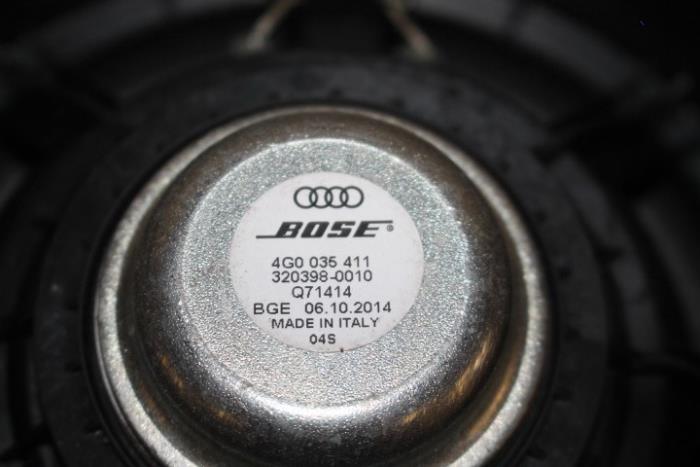 BOSE®
4G0 035 411
320398-0010
Q71414
BGE 06.10.2014
MADE IN ITALY
04S